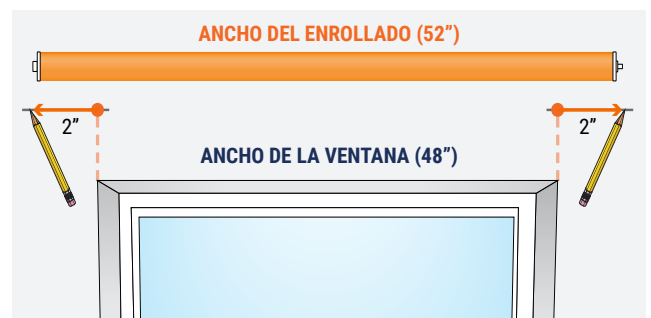 ANCHO DEL ENROLLADO (52”)
2”
2”
ANCHO DE LA VENTANA (48”)